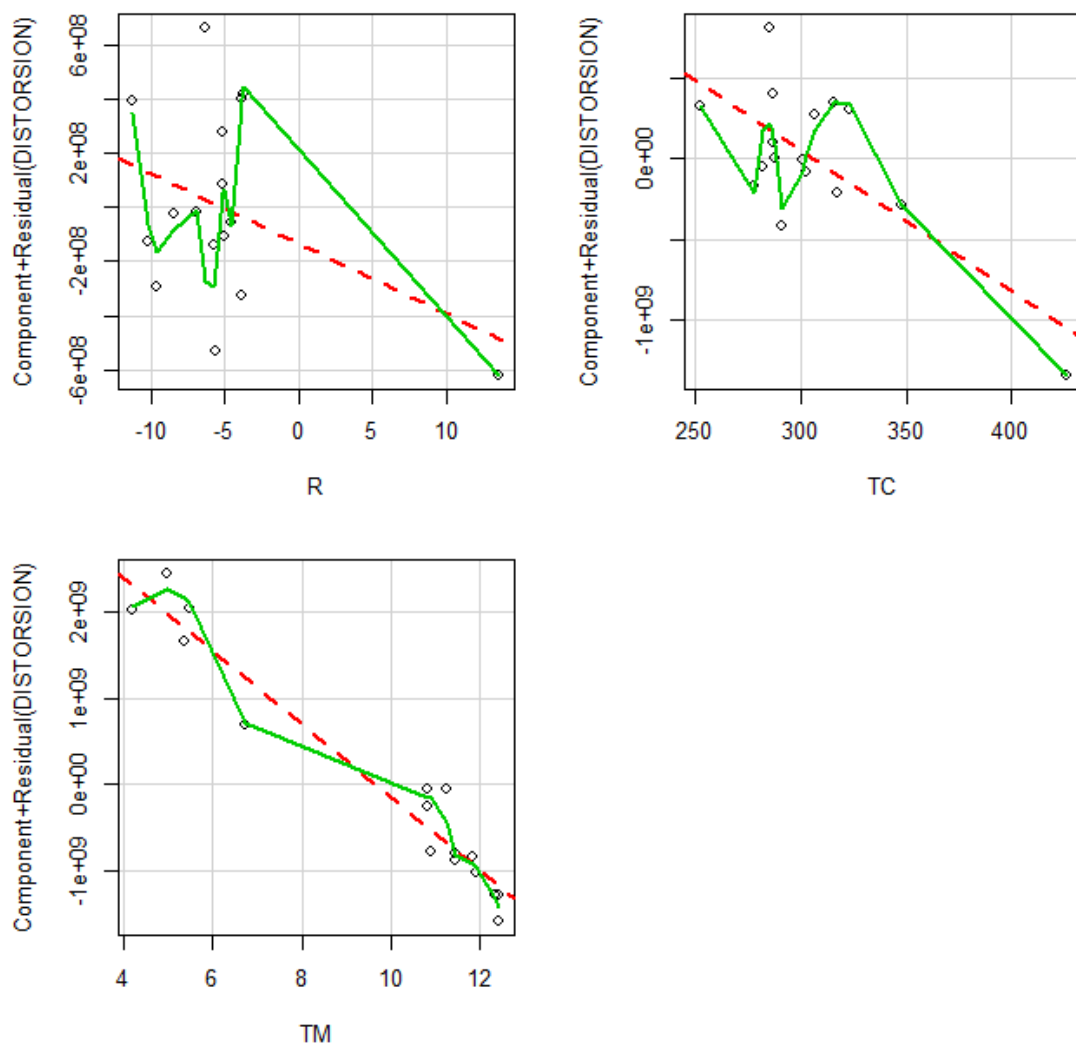 Component+Residual(DISTORSION)
6e+08
2e+08
-2e+08
-6e+08
-10 -5 0 5 10
R
Component+Residual(DISTORSION)
0e+00
-1e+09
250 300 350 400
TC
Component+Residual(DISTORSION)
2e+09
1e+09
0e+00
-1e+09
4 6 8 10 12
TM